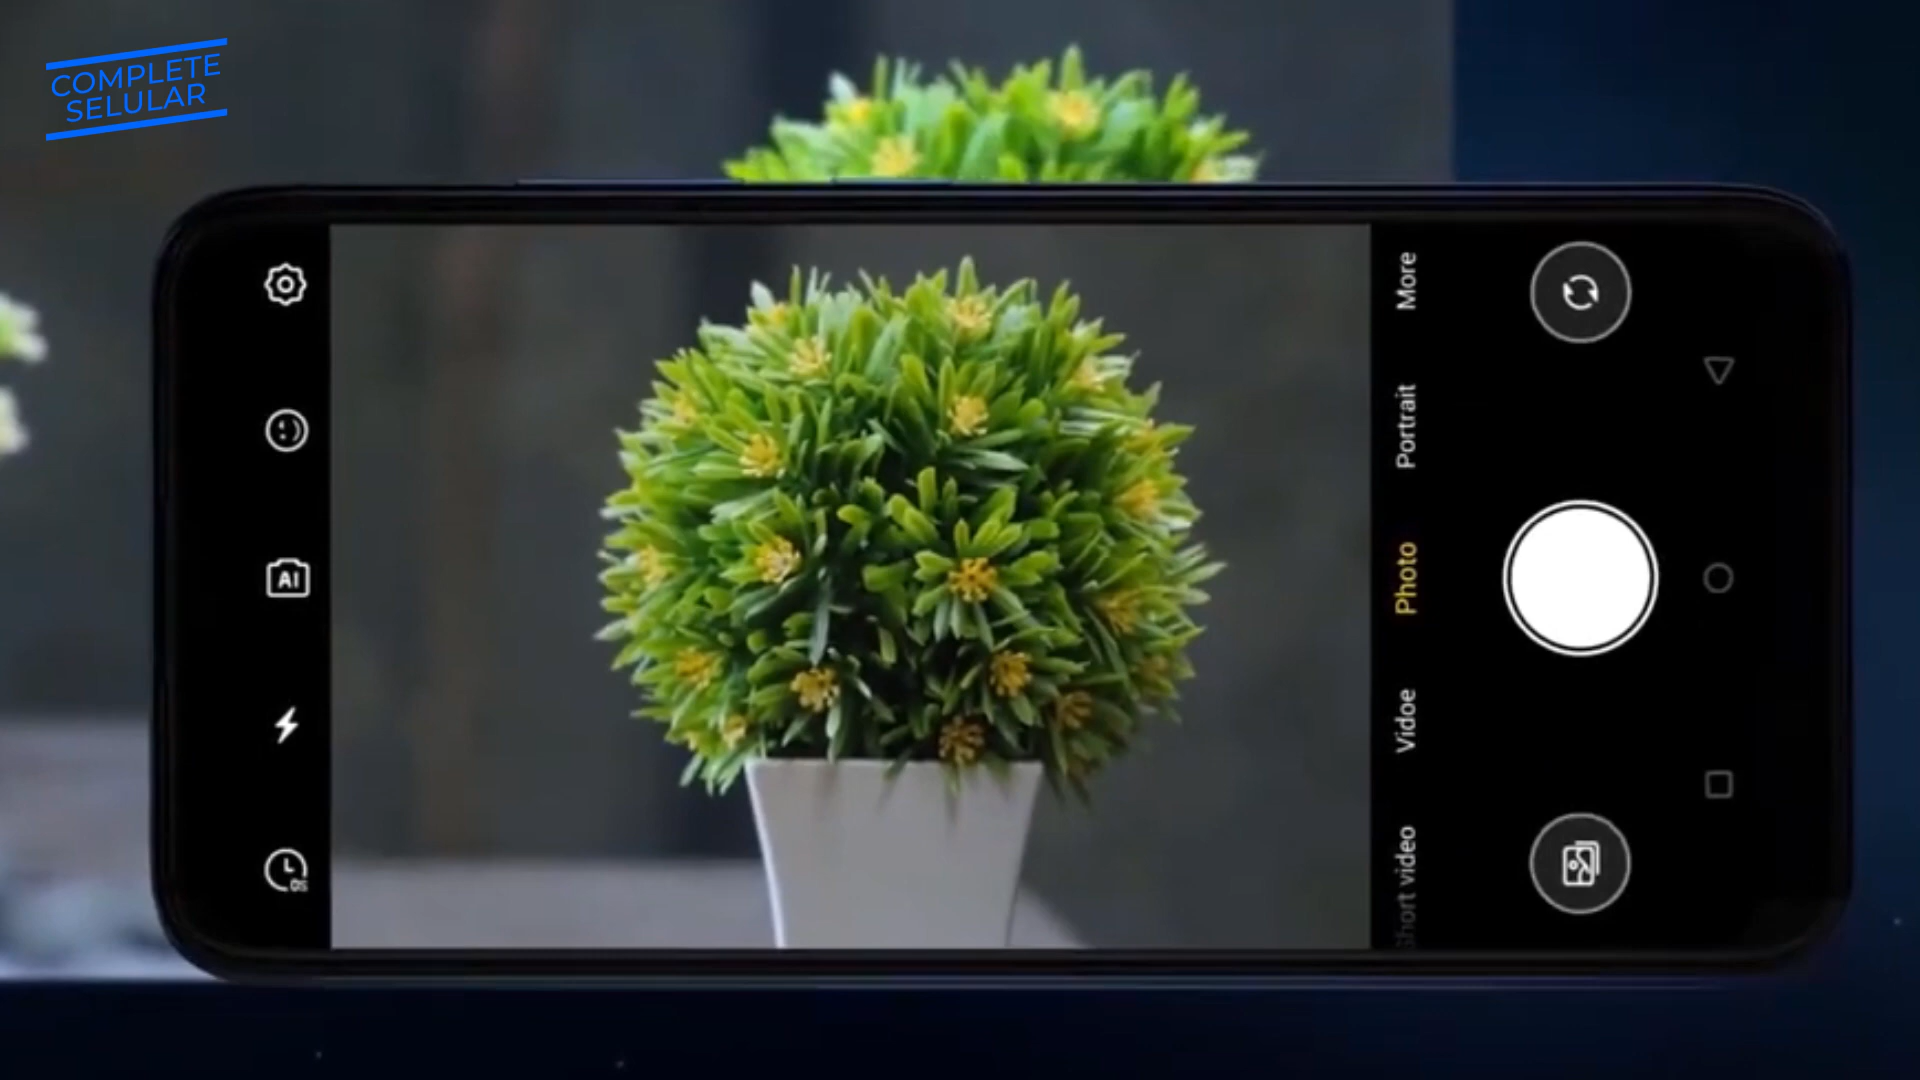 COMPLETE
SELULAR
More
Portrait
Photo
Vidoe
Short video
AI